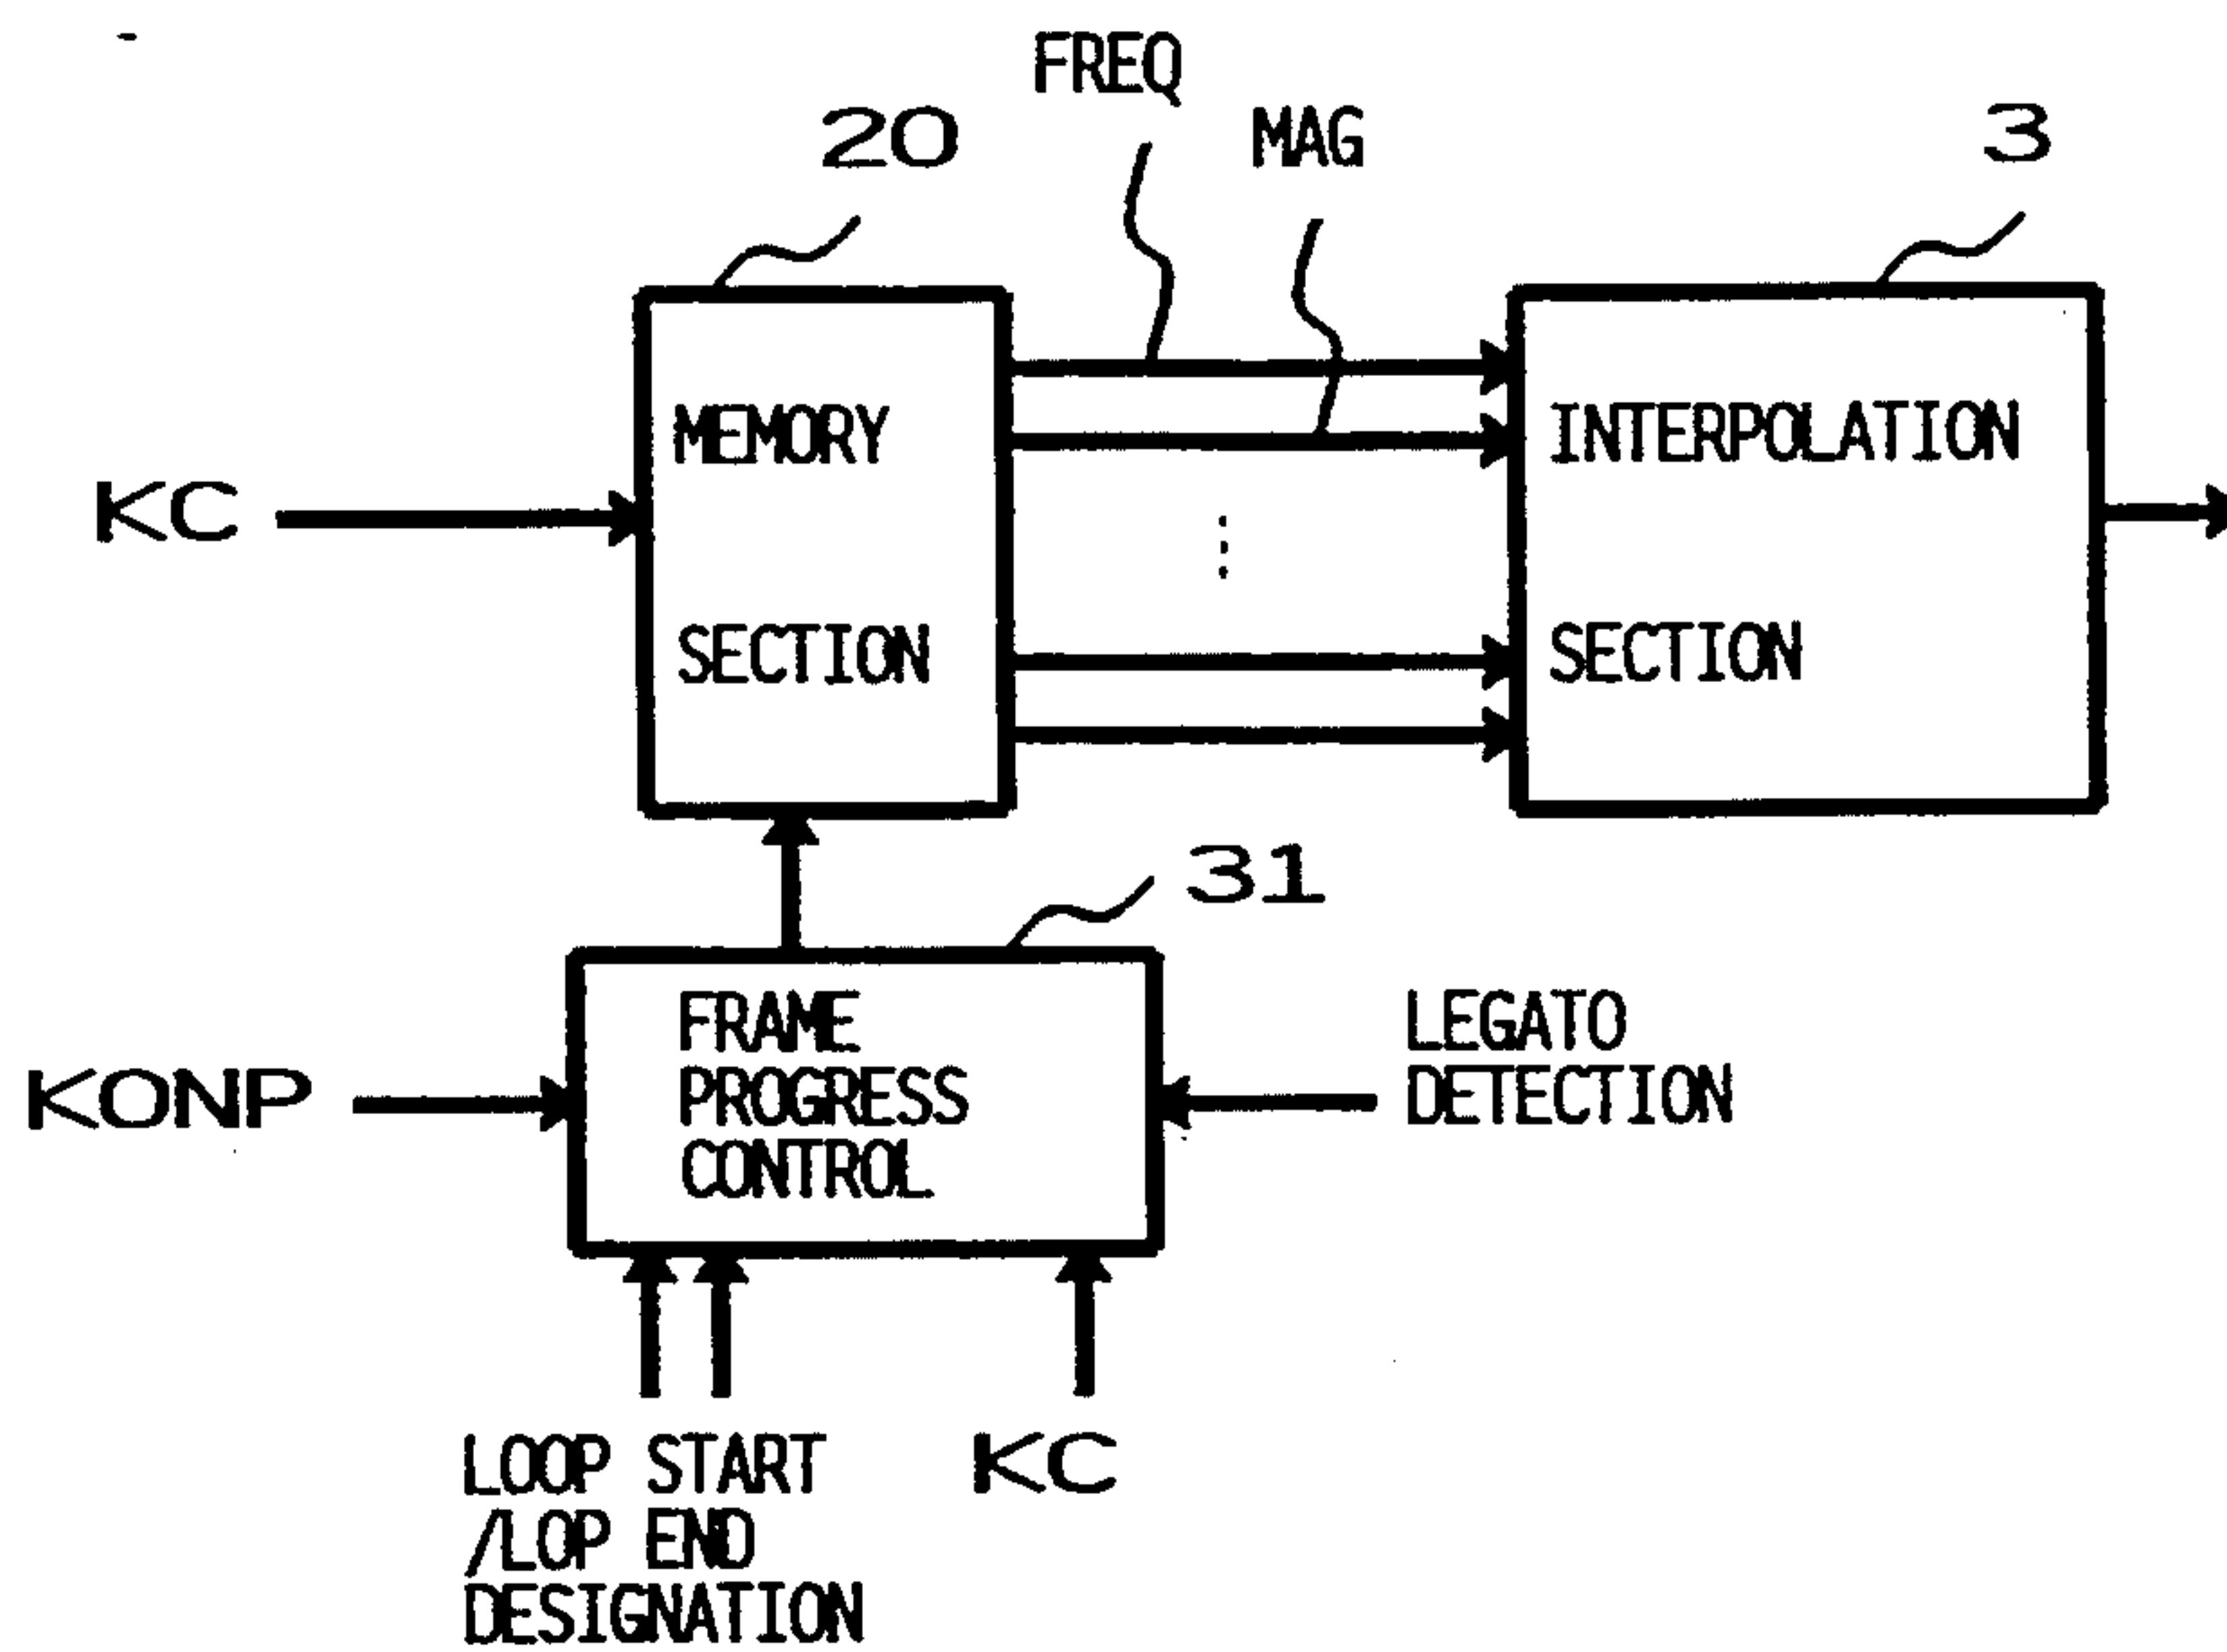 FREQ
20
MAG
3
MEMORY
SECTION
INTERPOLATION
SECTION
KC
31
FRAME
PROGRESS
CONTROL
KONP
LEGATO
DETECTION
LOOP START
/LOP END
DESIGNATION
KC